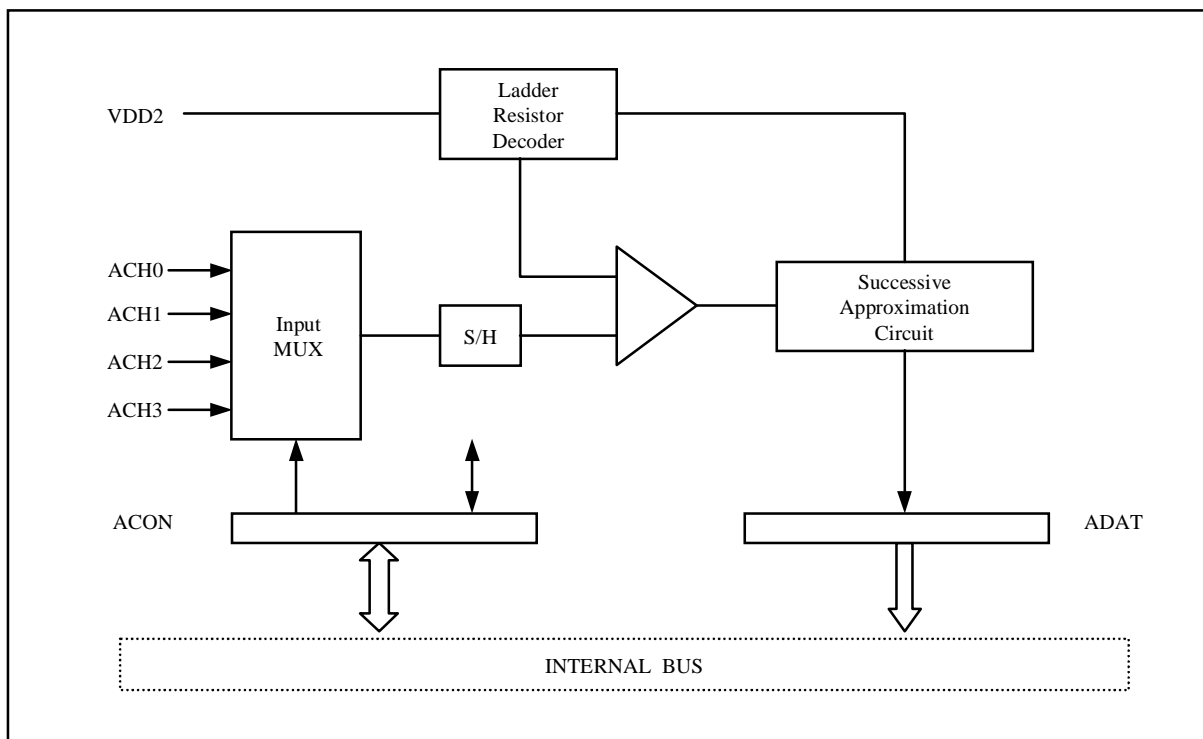 Ladder
Resistor
Decoder
VDD2
ACH0
ACH1
ACH2
ACH3
Input
MUX
S/H
Successive
Approximation
Circuit
ACON
ADAT
INTERNAL BUS